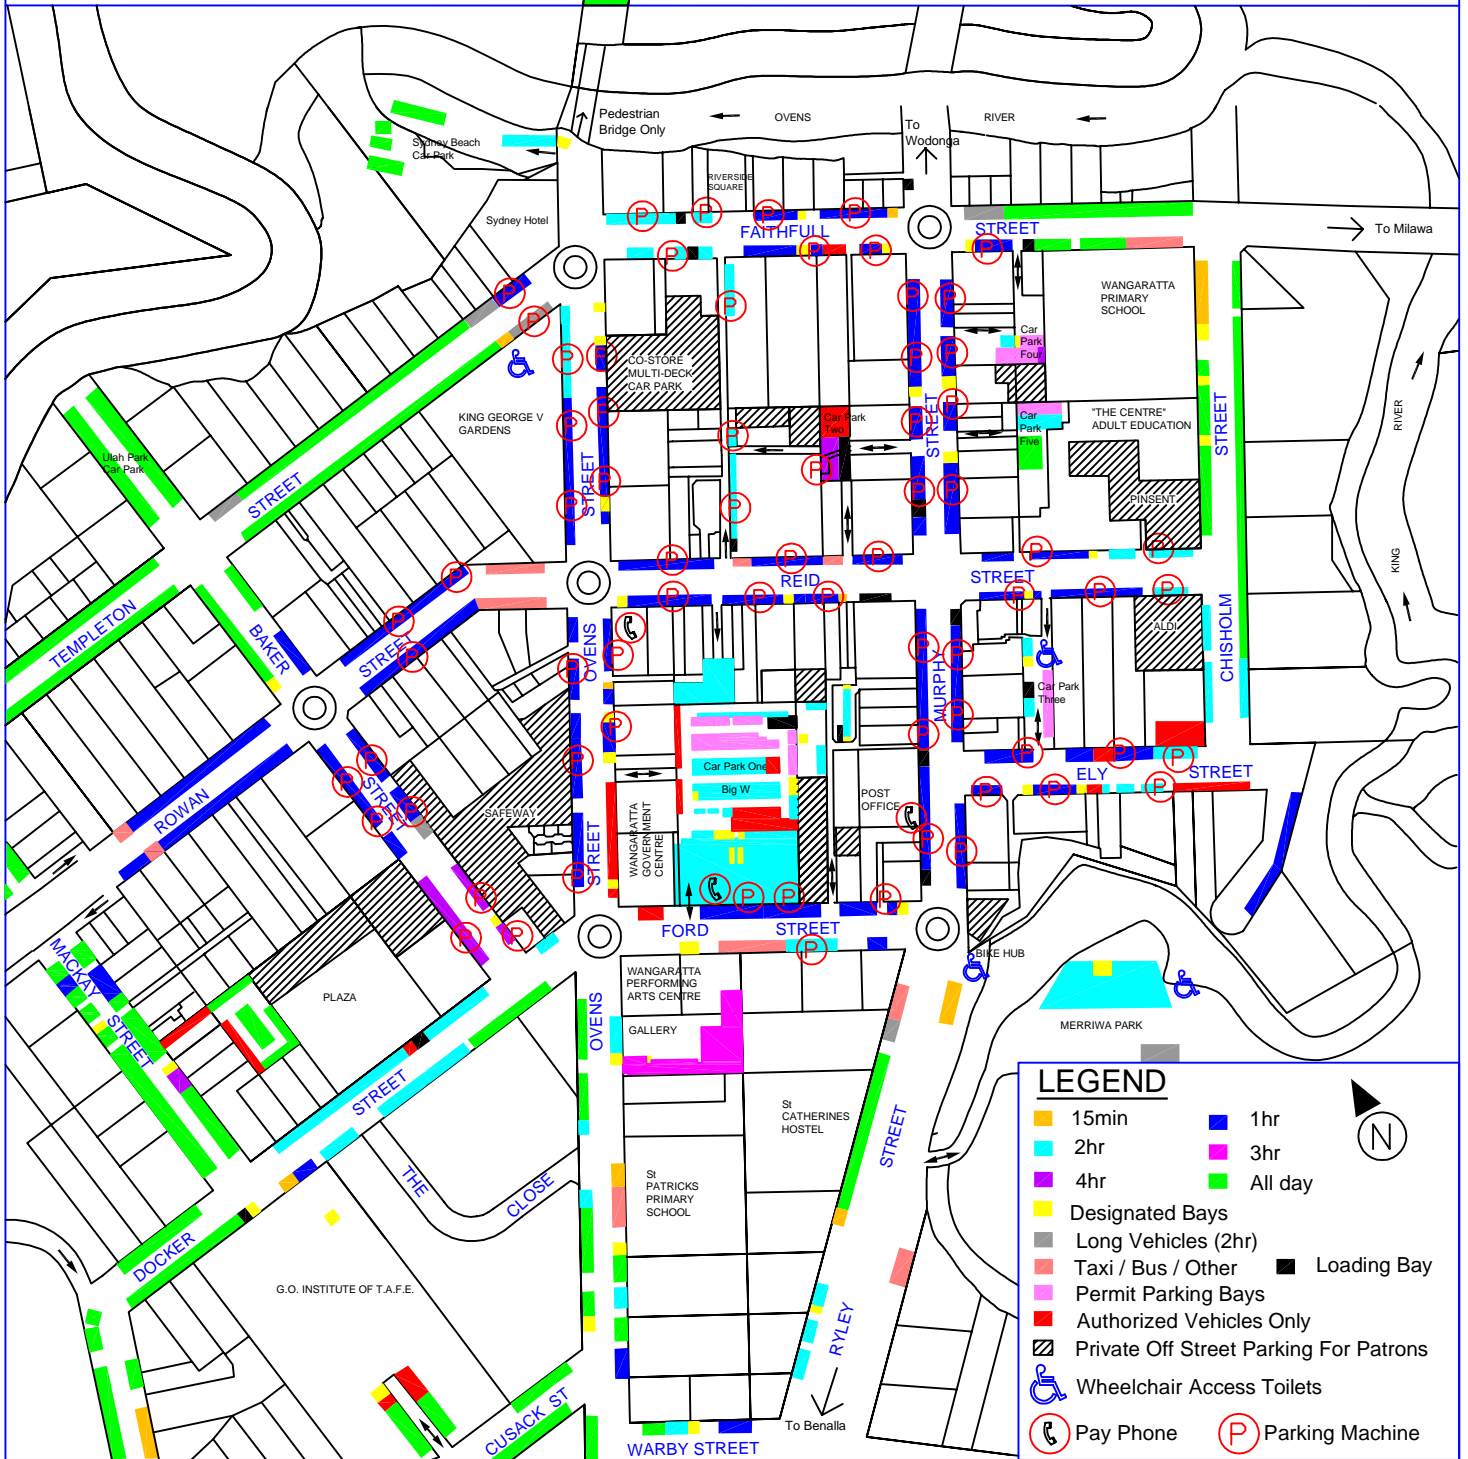 Pedestrian
Bridge Only
OVENS
RIVER
To
Wodonga
Sydney Beach
Car Park
RIVERSIDE
SQUARE
Sydney Hotel
FAITHFULL
STREET
To Milawa
WANGARATTA
PRIMARY
SCHOOL
Car
Park
Four
CO-STORE
MULTI-DECK
CAR PARK
KING GEORGE V
GARDENS
Car Park
Two
Car
Park
Five
"THE CENTRE"
ADULT EDUCATION
STREET
STREET
STREET
STREET
RIVER
KING
Ulah Park
Car Park
PINSENT
REID
STREET
TEMPLETON
BAKER
STREET
OVENS
MURPHY
CHISHOLM
ALDI
Car Park
Three
Car Park One
Big W
ELY
STREET
ROWAN
STREET
SAFEWAY
STREET
WANGARATTA
GOVERNMENT
CENTRE
POST
OFFICE
FORD
STREET
BIKE HUB
MACKAY
STREET
PLAZA
WANGARATTA
PERFORMING
ARTS CENTRE
GALLERY
OVENS
MERRIWA PARK
STREET
St
CATHERINES
HOSTEL
STREET
THE
CLOSE
St
PATRICKS
PRIMARY
SCHOOL
DOCKER
G.O. INSTITUTE OF T.A.F.E.
RYLEY
To Benalla
CUSACK ST
WARBY STREET
LEGEND
15min
1hr
2hr
3hr
4hr
All day
Designated Bays
Long Vehicles (2hr)
Taxi / Bus / Other
Loading Bay
Permit Parking Bays
Authorized Vehicles Only
Private Off Street Parking For Patrons
Wheelchair Access Toilets
Pay Phone
P
Parking Machine
N